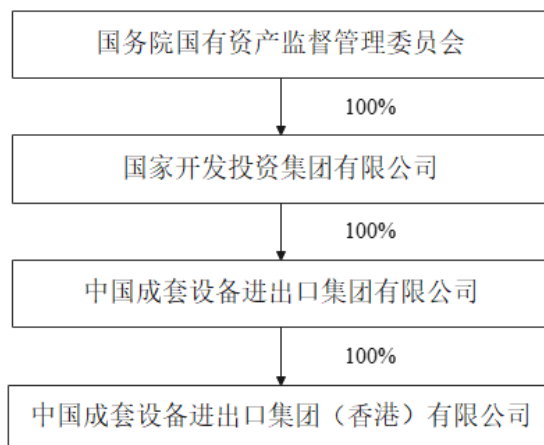 国务院国有资产监督管理委员会
100%
国家开发投资集团有限公司
100%
中国成套设备进出口集团有限公司
100%
中国成套设备进出口集团（香港）有限公司